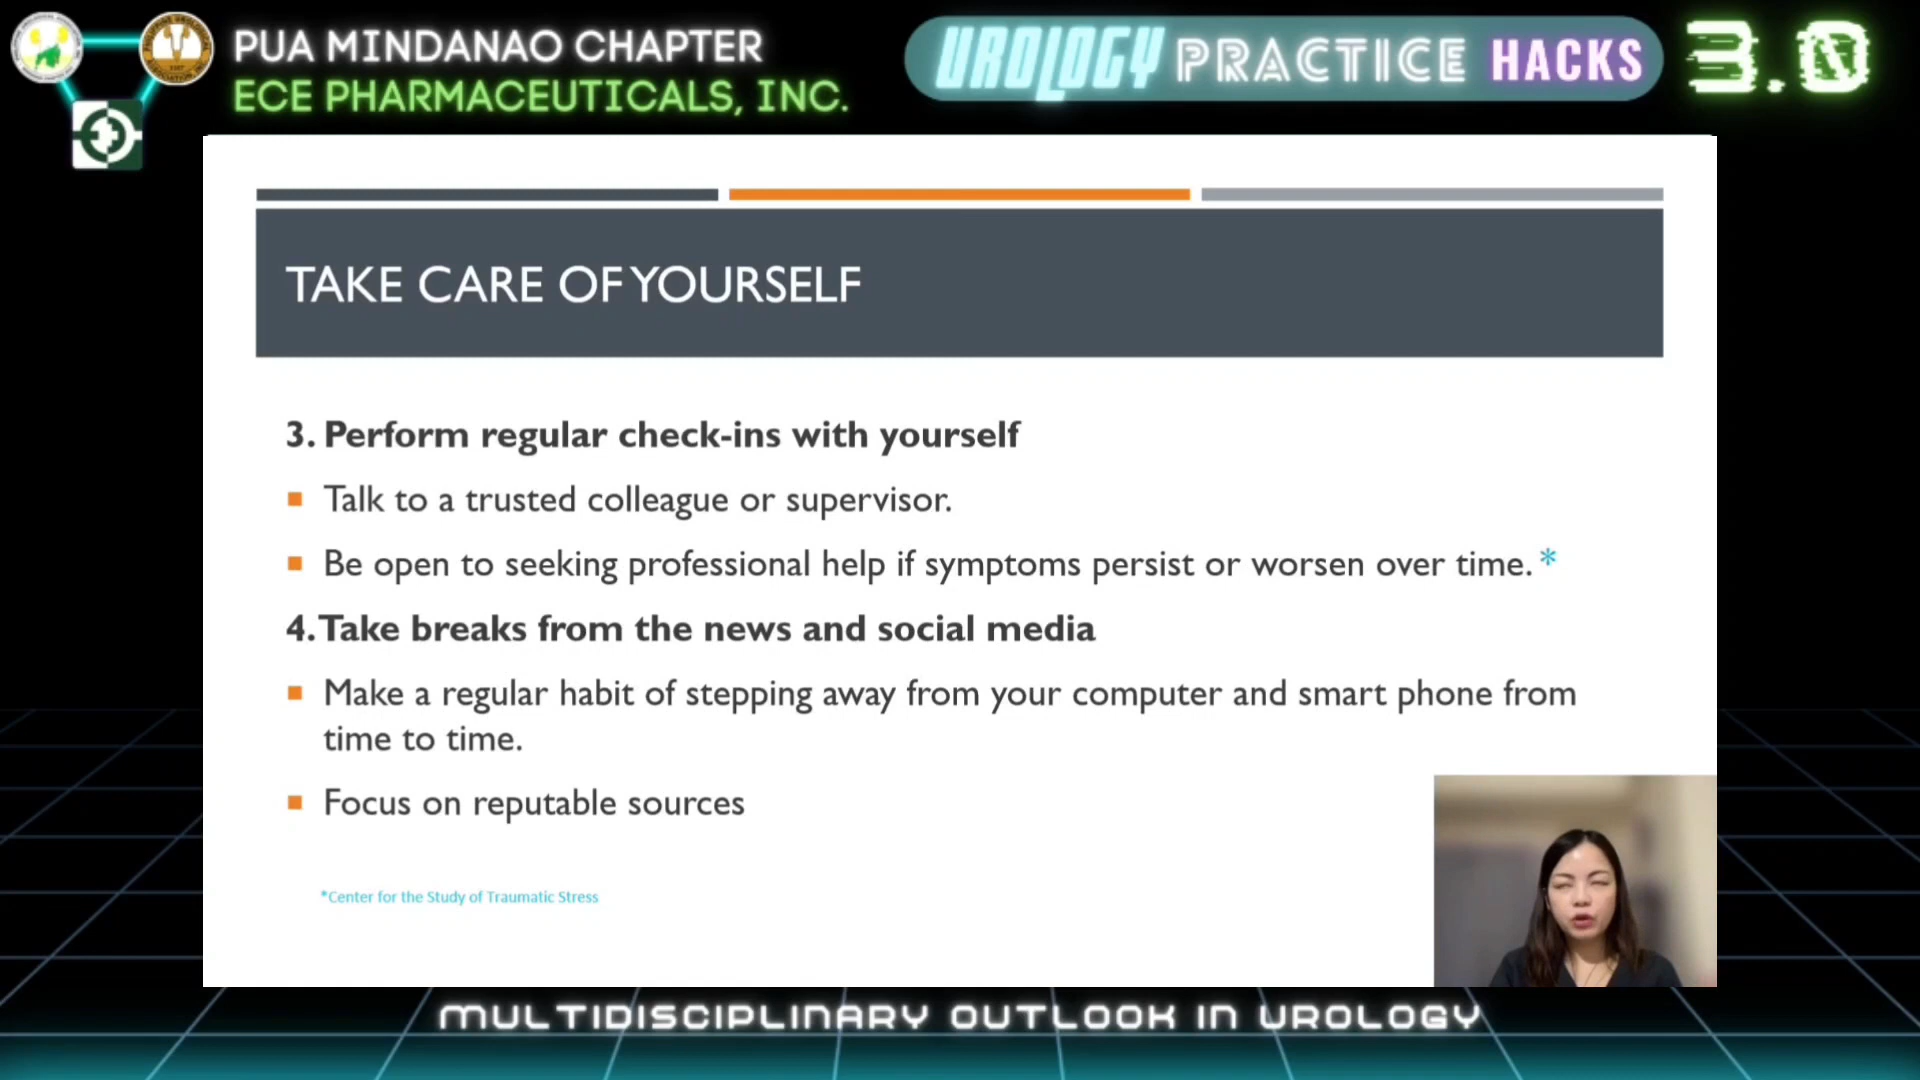 PUA MINDANAO CHAPTER
ECE PHARMACEUTICALS, INC.
UROLOGY PRACTICE HACKS 3.0
TAKE CARE OF YOURSELF
3. Perform regular check-ins with yourself
Talk to a trusted colleague or supervisor.
Be open to seeking professional help if symptoms persist or worsen over time.*
4. Take breaks from the news and social media
Make a regular habit of stepping away from your computer and smart phone from
time to time.
Focus on reputable sources
*Center for the Study of Traumatic Stress
MULTIDISCIPLINARY OUTLOOK IN UROLOGY